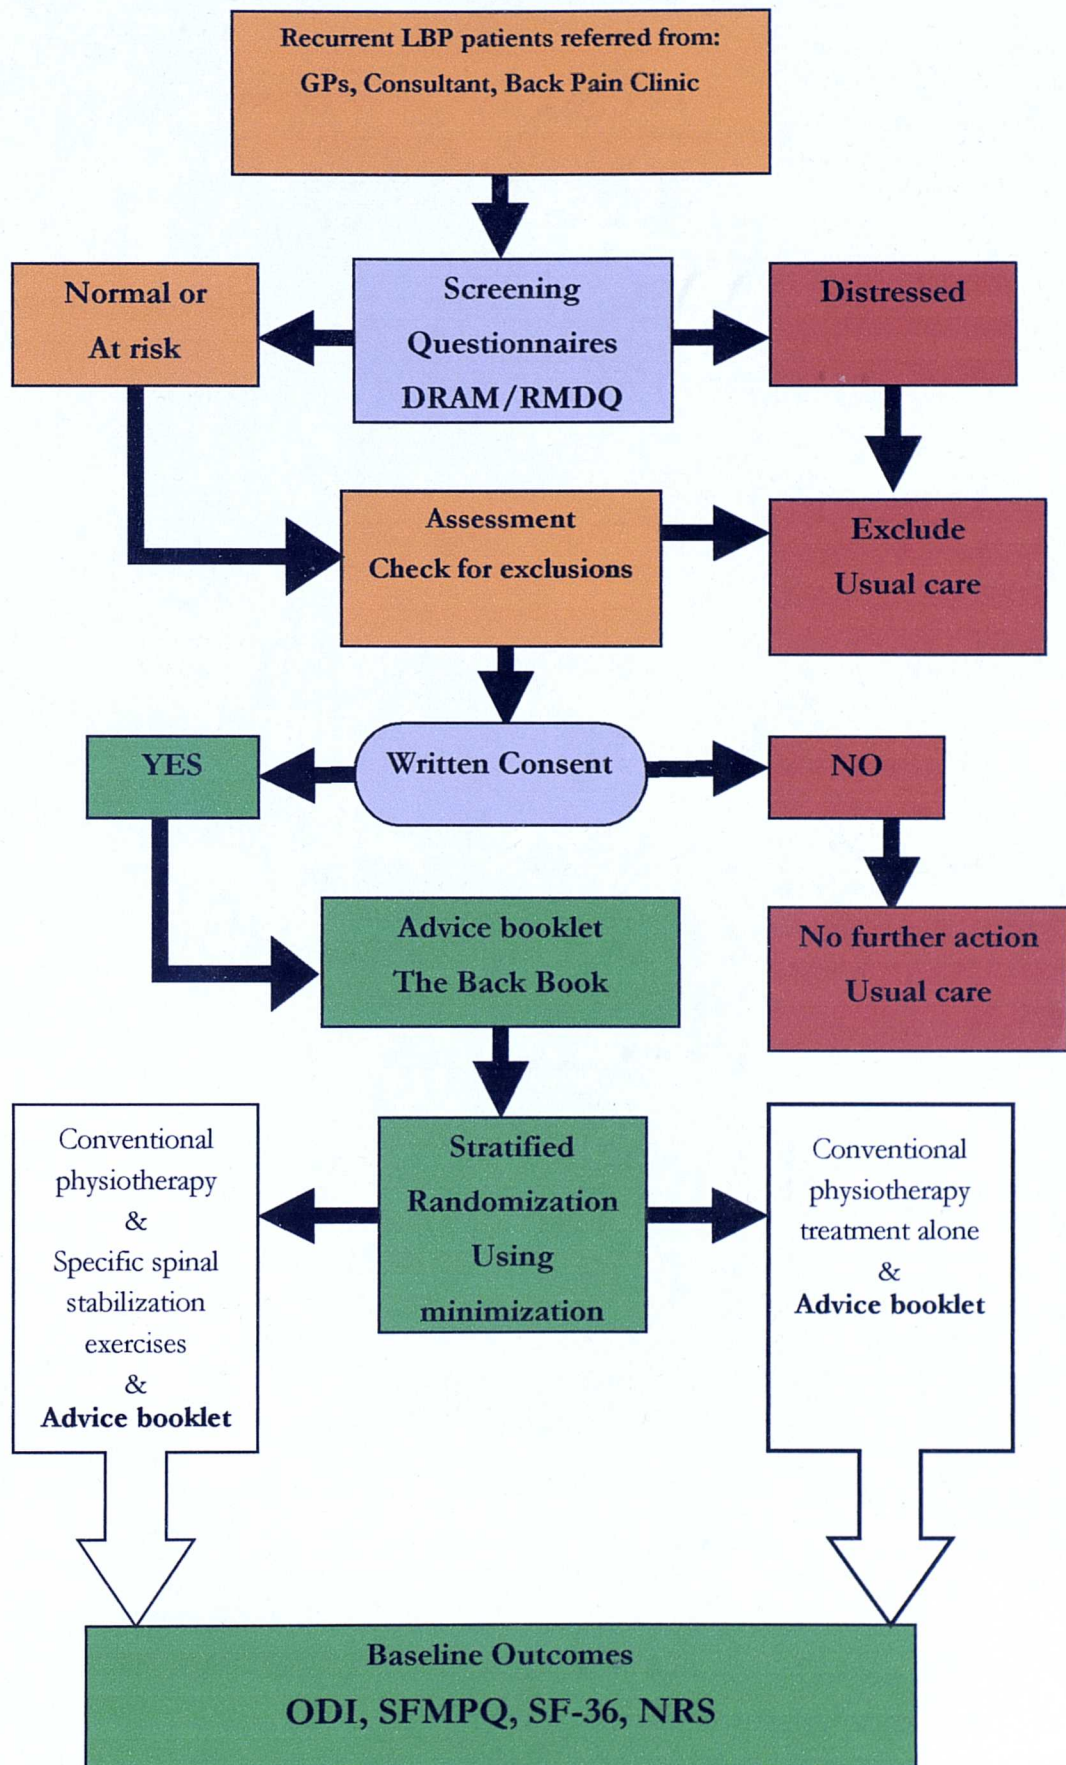 Recurrent LBP patients referred from:
GPs, Consultant, Back Pain Clinic
Normal or
At risk
Screening
Questionnaires
DRAM/RMDQ
Distressed
Assessment
Check for exclusions
Exclude
Usual care
YES
Written Consent
NO
Advice booklet
The Back Book
No further action
Usual care
Conventional
physiotherapy
&
Specific spinal
stabilization
exercises
&
Advice booklet
Stratified
Randomization
Using
minimization
Conventional
physiotherapy
treatment alone
&
Advice booklet
Baseline Outcomes
ODI, SFMPQ, SF-36, NRS